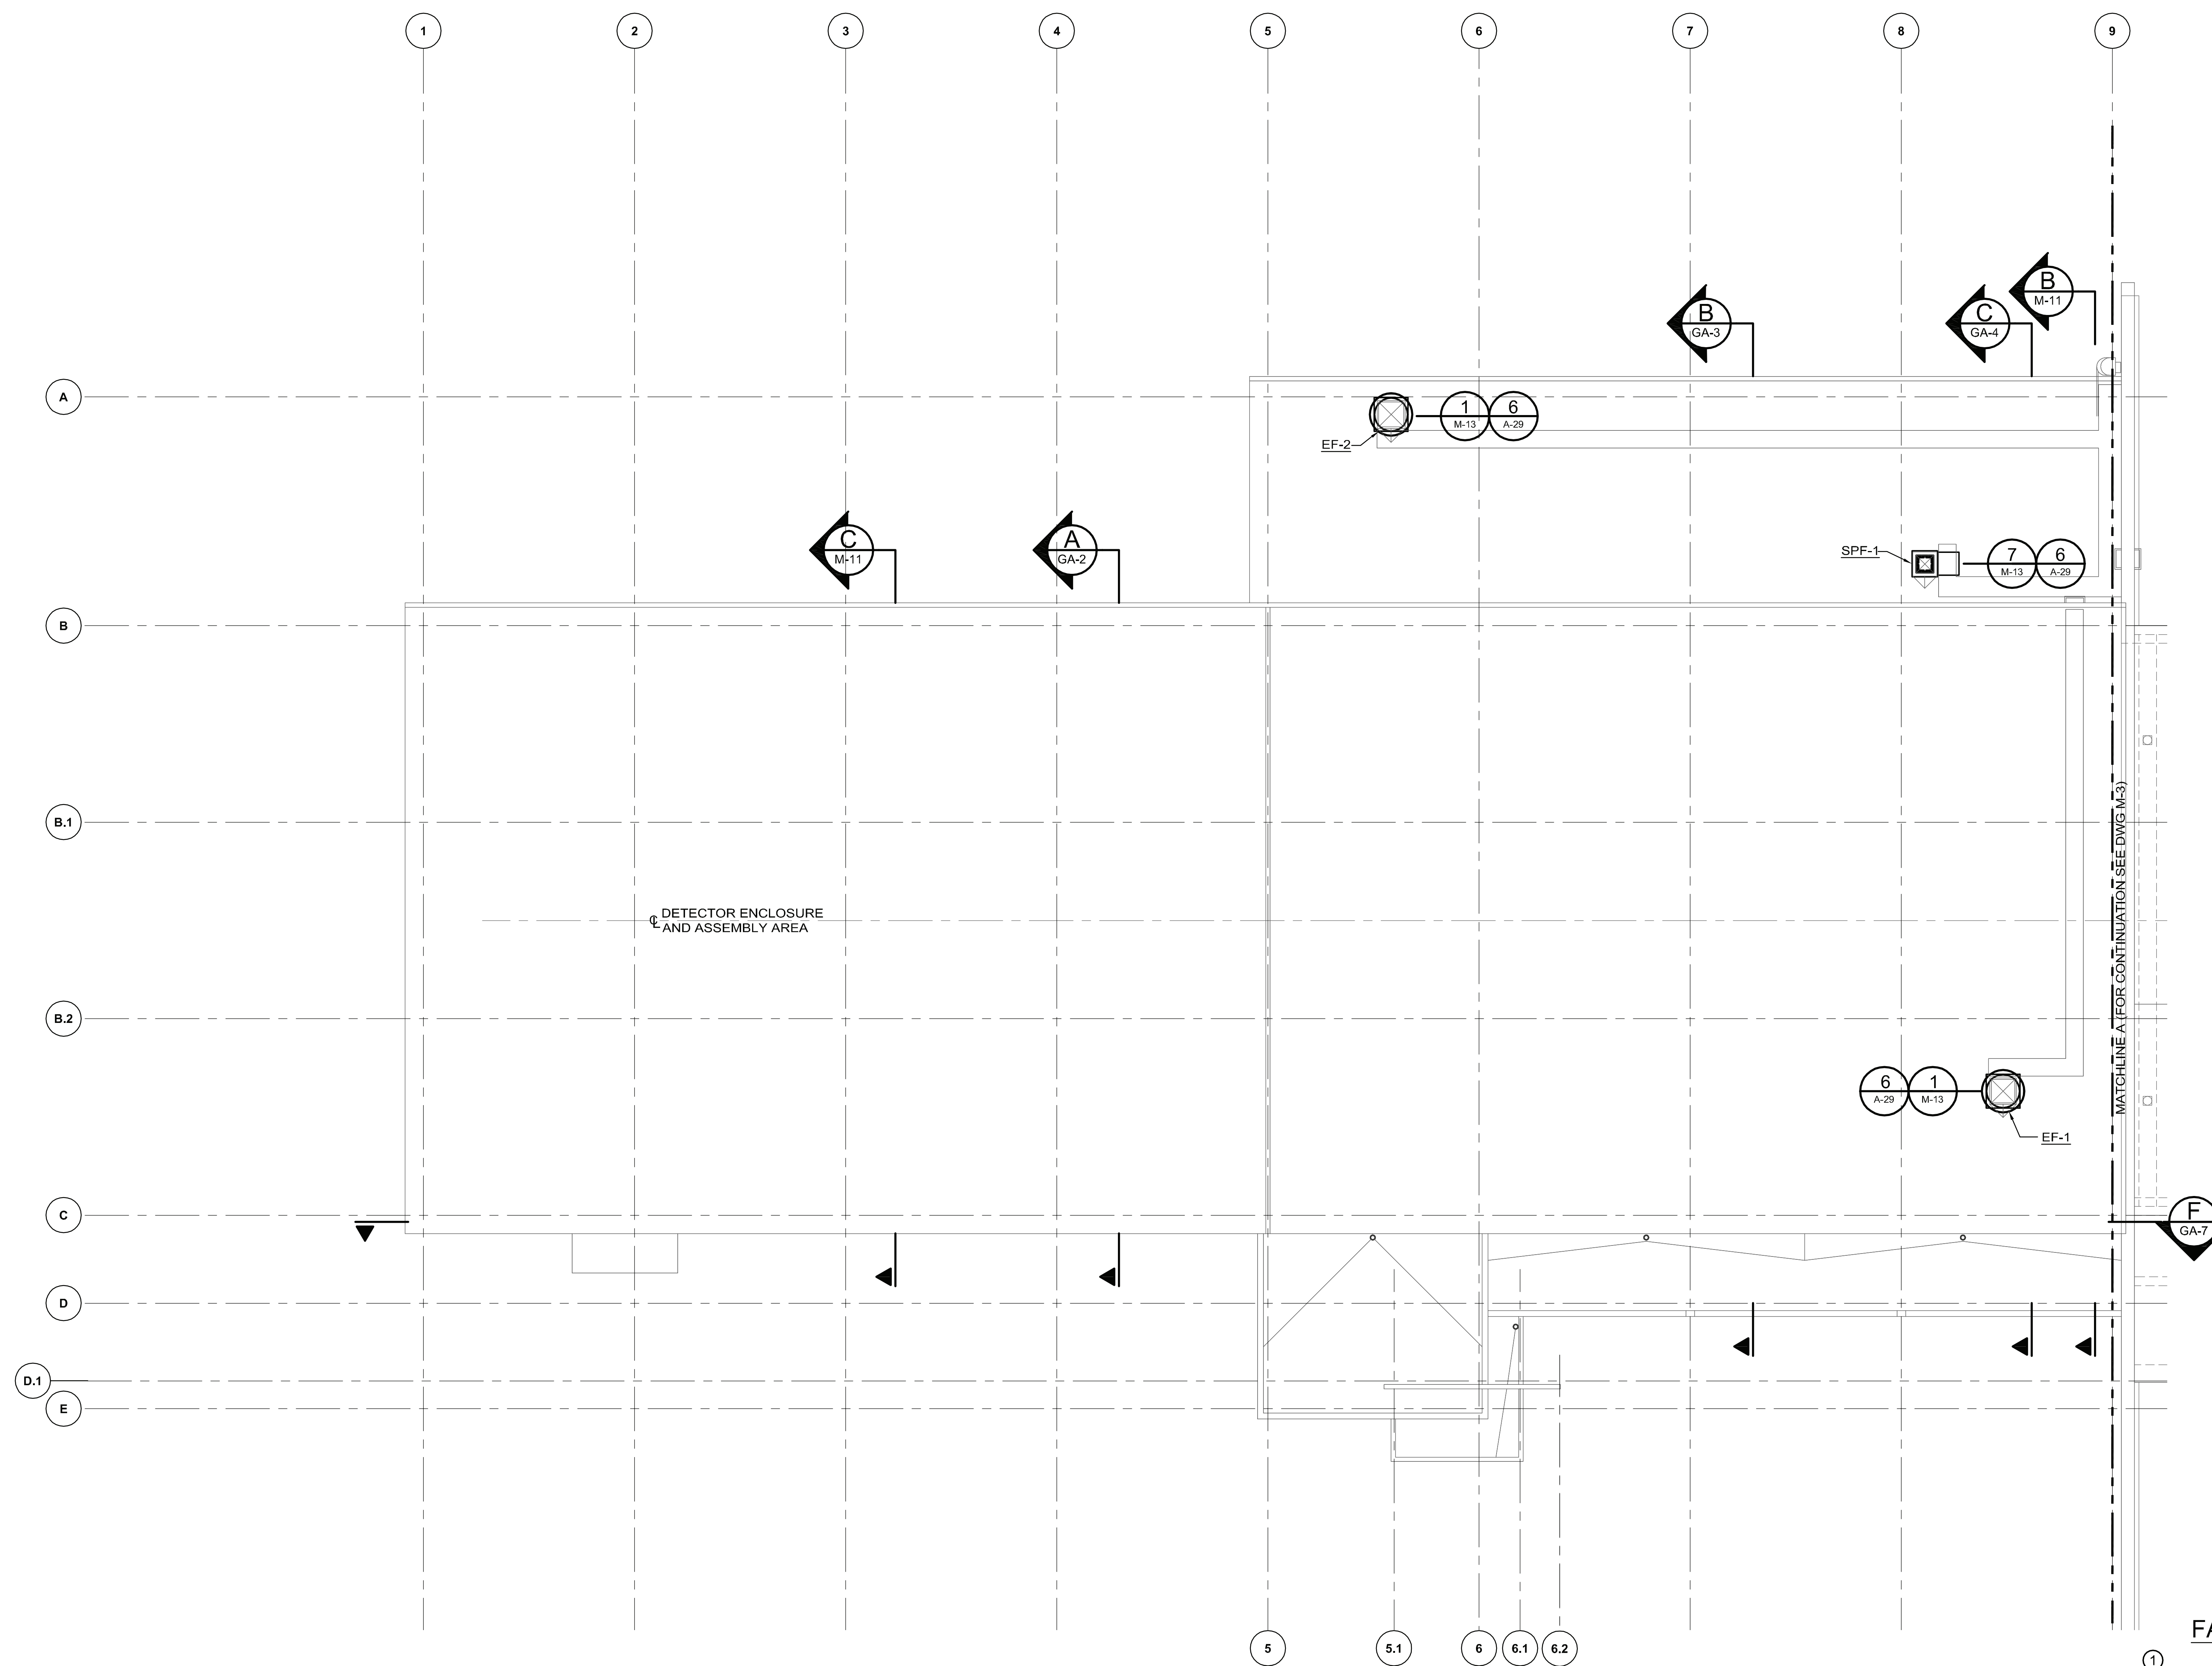 1
2
3
4
5
6
7
8
9
B
M-11
B
GA-3
C
GA-4
A
1
M-13
6
A-29
EF-2
C
M-11
A
GA-2
SPF-1
7
M-13
6
A-29
B
B.1
MATCHLINE A (FOR CONTINUATION SEE DWG M-3)
℄ DETECTOR ENCLOSURE
AND ASSEMBLY AREA
B.2
6
A-29
1
M-13
EF-1
C
F
GA-7
D
D.1
E
5
5.1
6
6.1
6.2
FA
1